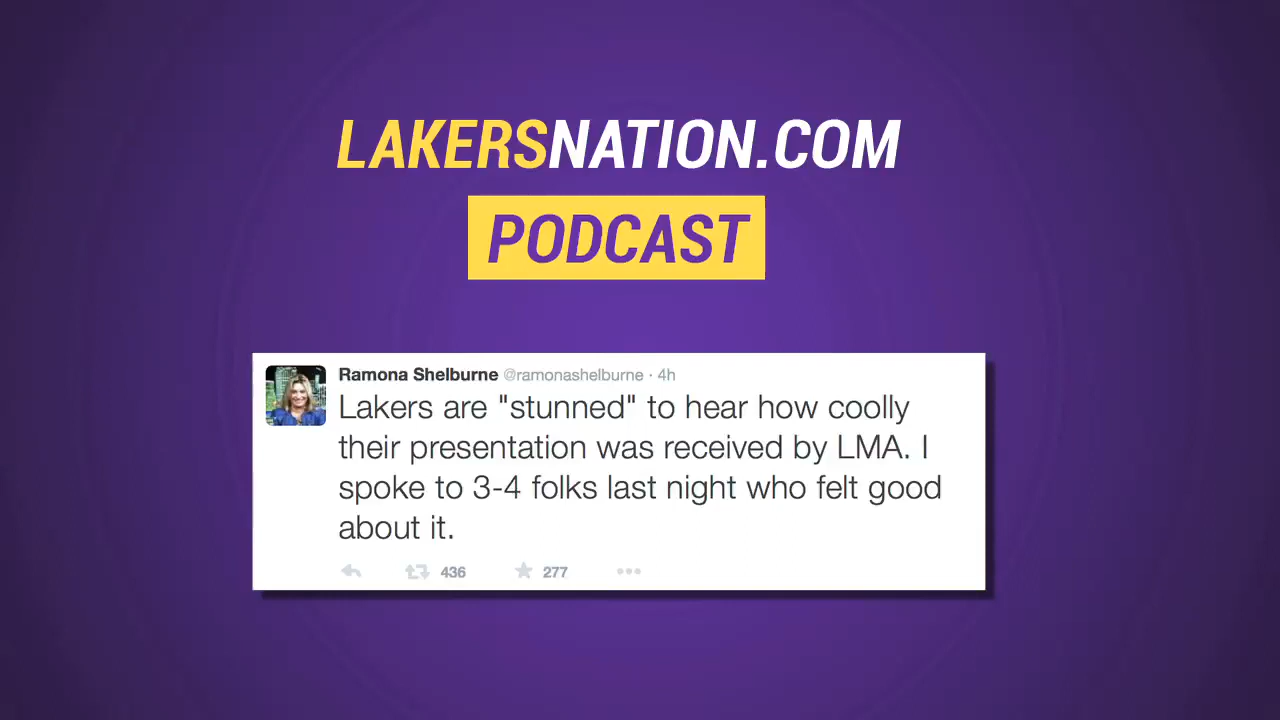 LAKERSNATION.COM
PODCAST
Ramona Shelburne @ramonashelburne · 4h
Lakers are "stunned" to hear how coolly
their presentation was received by LMA. I
spoke to 3-4 folks last night who felt good
about it.
436 277